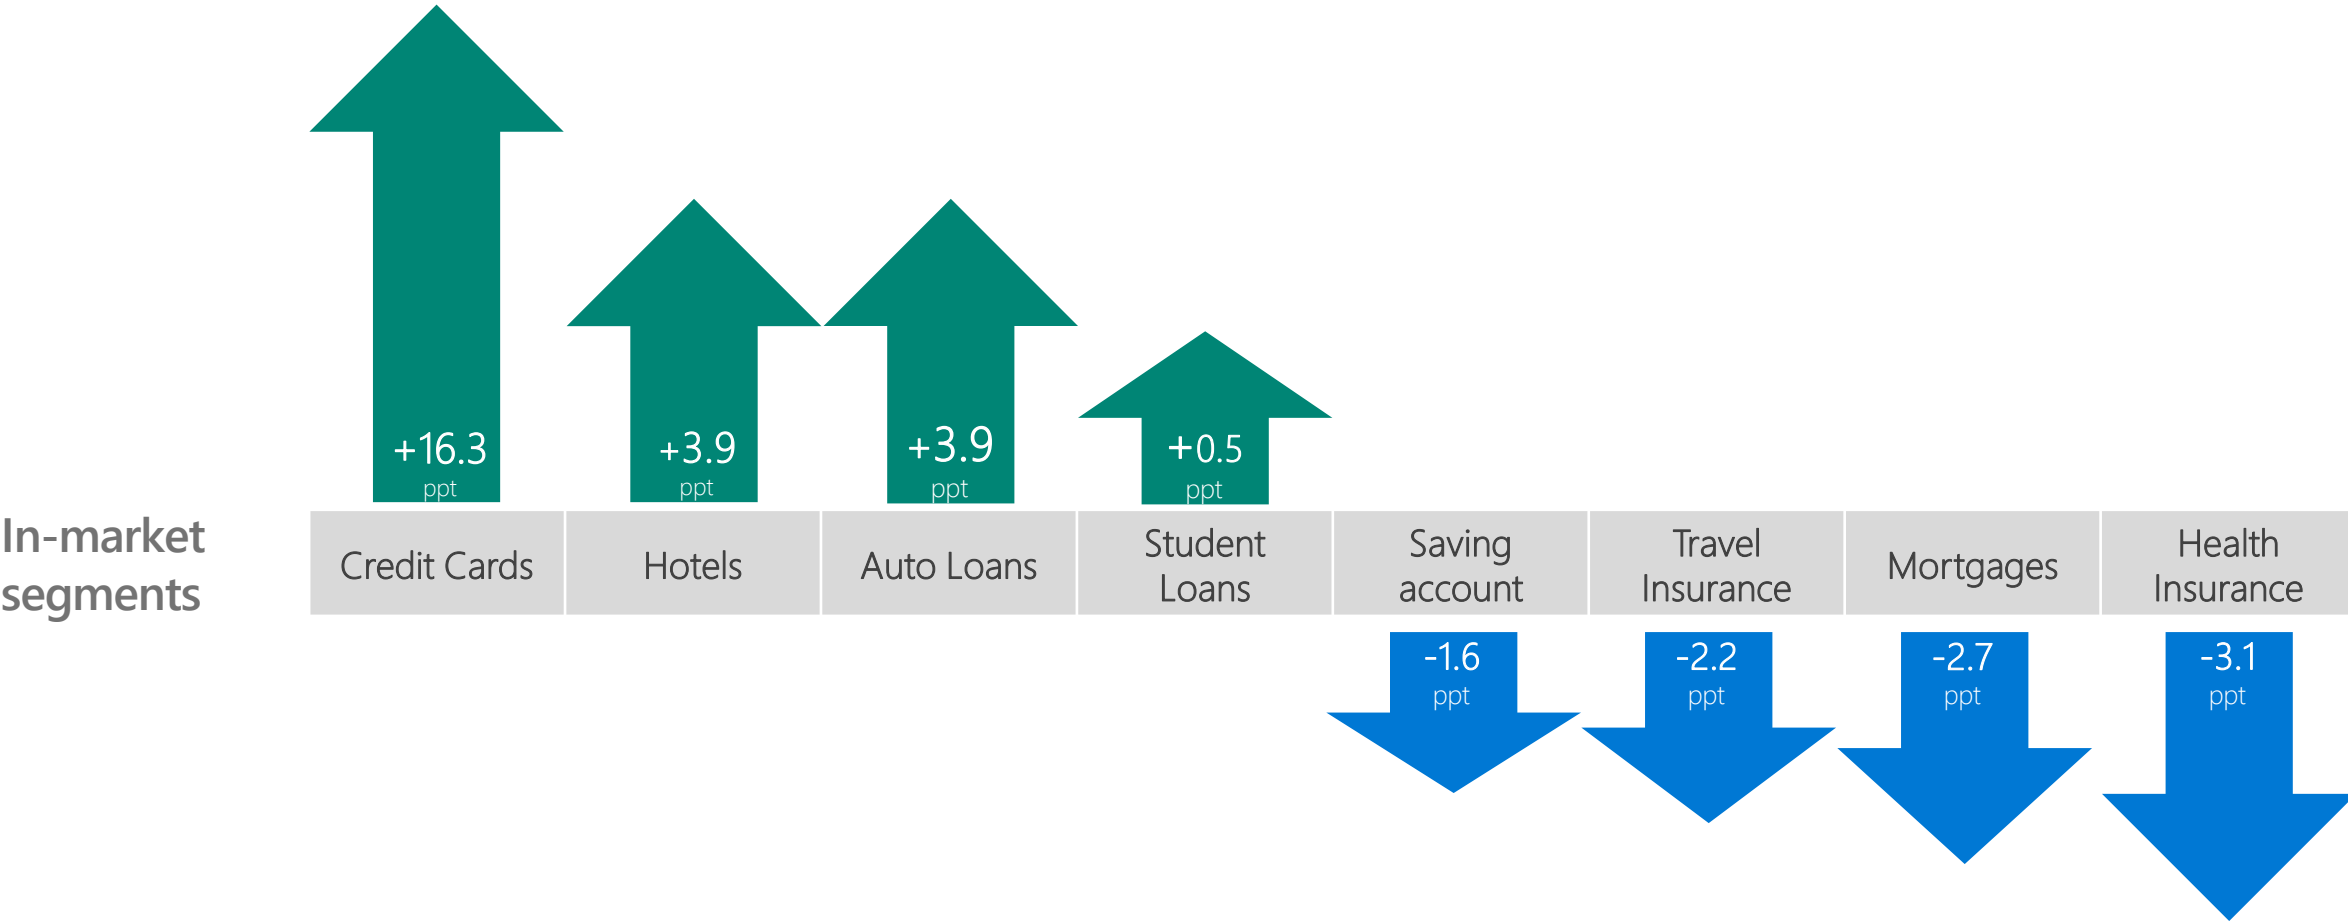 +16.3
ppt
+3.9
ppt
+3.9
ppt
+0.5
ppt
In-market
segments
Credit Cards
Hotels
Auto Loans
Student
Loans
Saving
account
Travel
Insurance
Mortgages
Health
Insurance
-1.6
ppt
-2.2
ppt
-2.7
ppt
-3.1
ppt